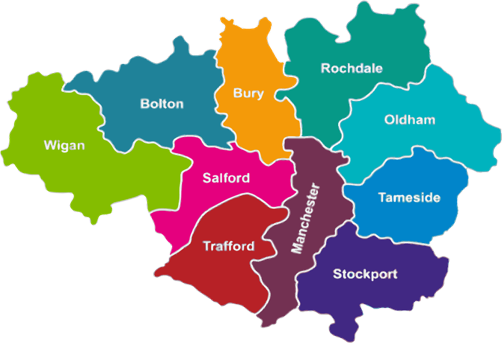 Rochdale
Bury
Bolton
Oldham
Wigan
Salford
Tameside
Manchester
Trafford
Stockport